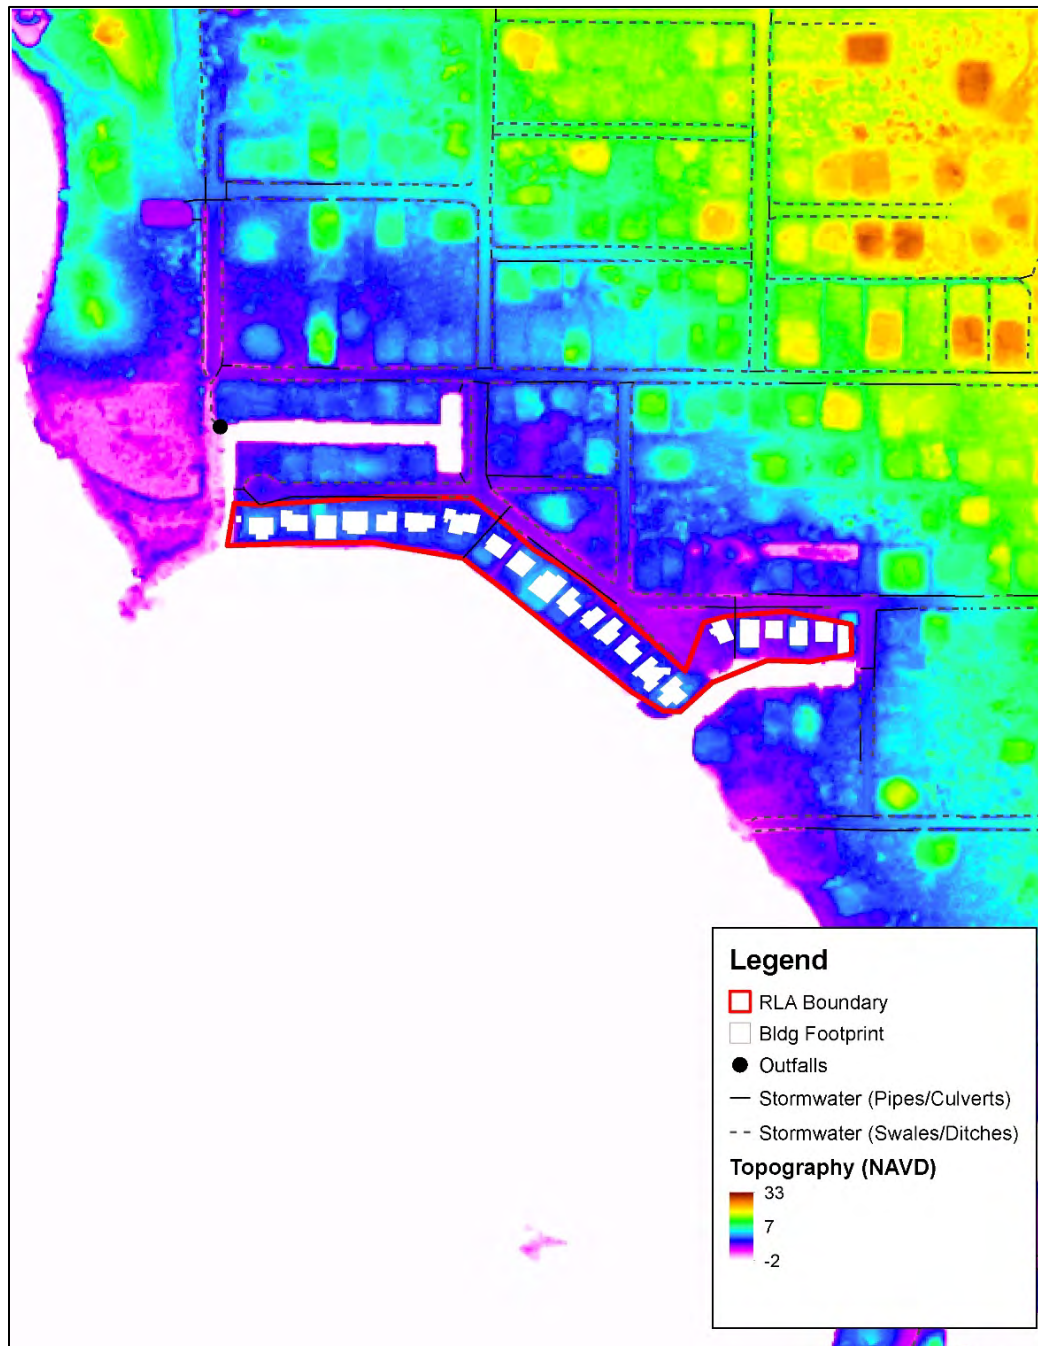 Legend
RLA Boundary
Bldg Footprint
Outfalls
Stormwater (Pipes/Culverts)
Stormwater (Swales/Ditches)
Topography (NAVD)
33
7
-2